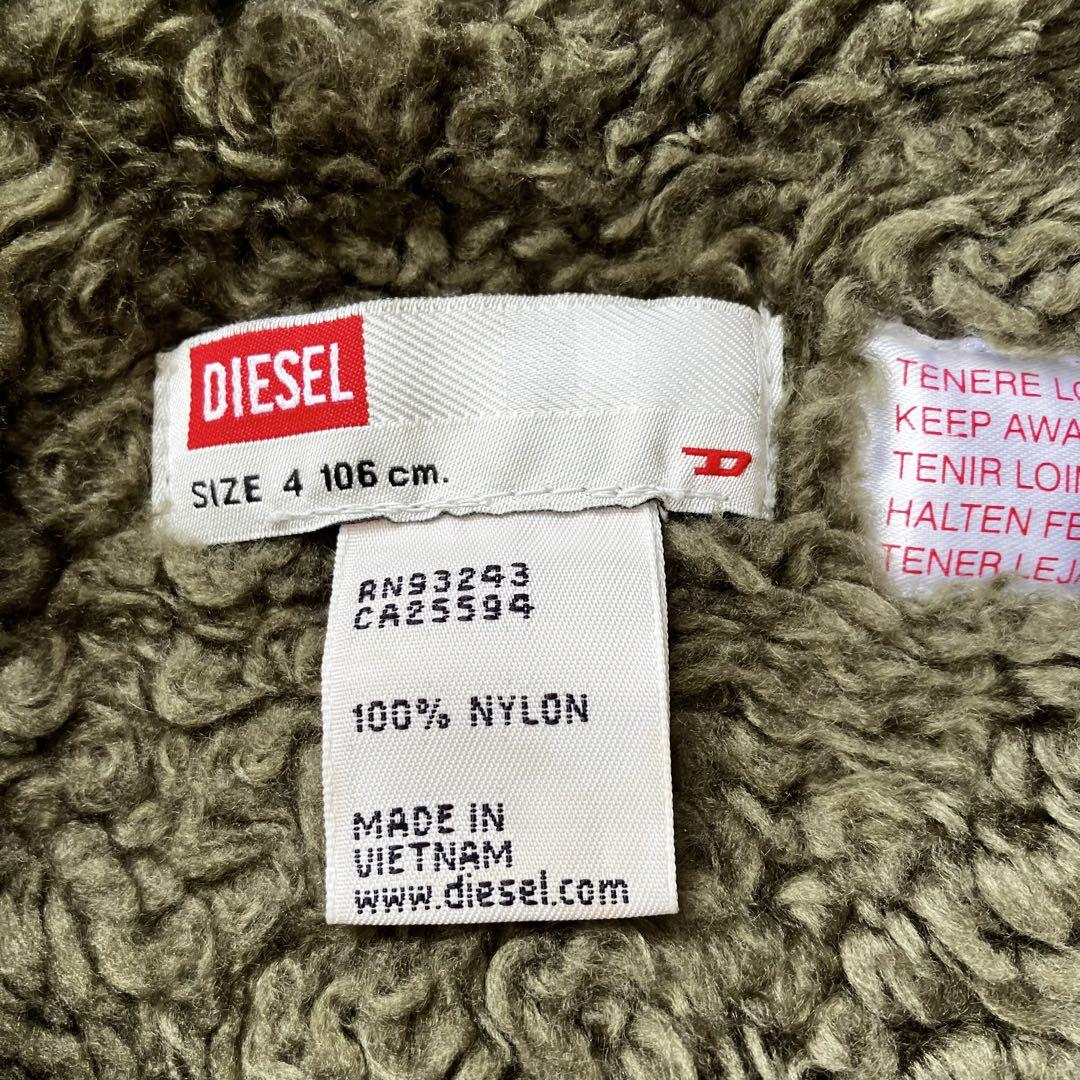 DIESEL
SIZE 4 106 cm.
RN93243
CA25594
100% NYLON
MADE IN
VIETNAM
www.diesel.com
TENERE
KEEP
TENIR
HALTEN
TENER